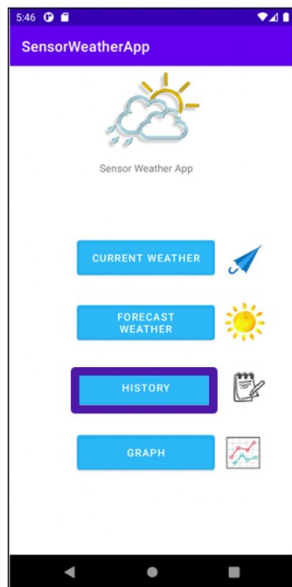 5:46
SensorWeatherApp
Sensor Weather App
CURRENT WEATHER
FORECAST
WEATHER
HISTORY
GRAPH